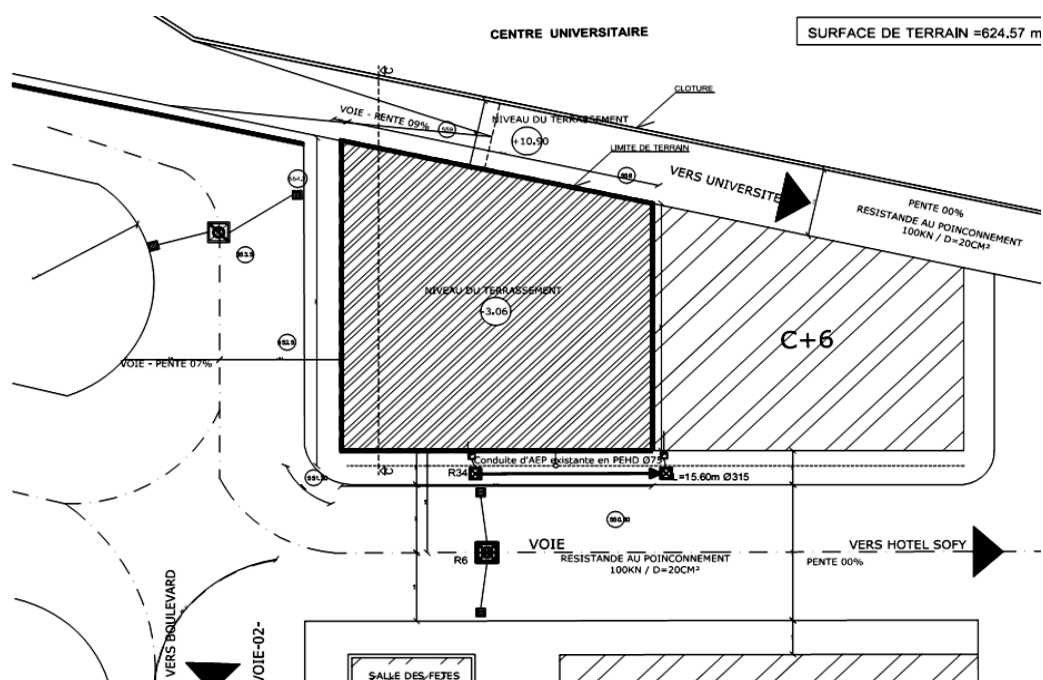 CENTRE UNIVERSITAIRE
SURFACE DE TERRAIN =624.57 m
CLOTURE
VOIE - PENTE 09%
NIVEAU DU TERRASSEMENT
+10.90
LIMITE DE TERRAIN
VERS UNIVERSITE
PENTE 00%
RESISTANDE AU POINCONNEMENT
100KN / D=20CM²
NIVEAU DU TERRASSEMENT
-3.06
C+6
VOIE - PENTE 07%
Conduite d'AEP existante en PEHD Ø75
R34
L=15.60m Ø315
R6
VOIE
RESISTANDE AU POINCONNEMENT
100KN / D=20CM²
VERS HOTEL SOFY
PENTE 00%
VERS BOULEVARD
VOIE-02-
SALLE DES FETES